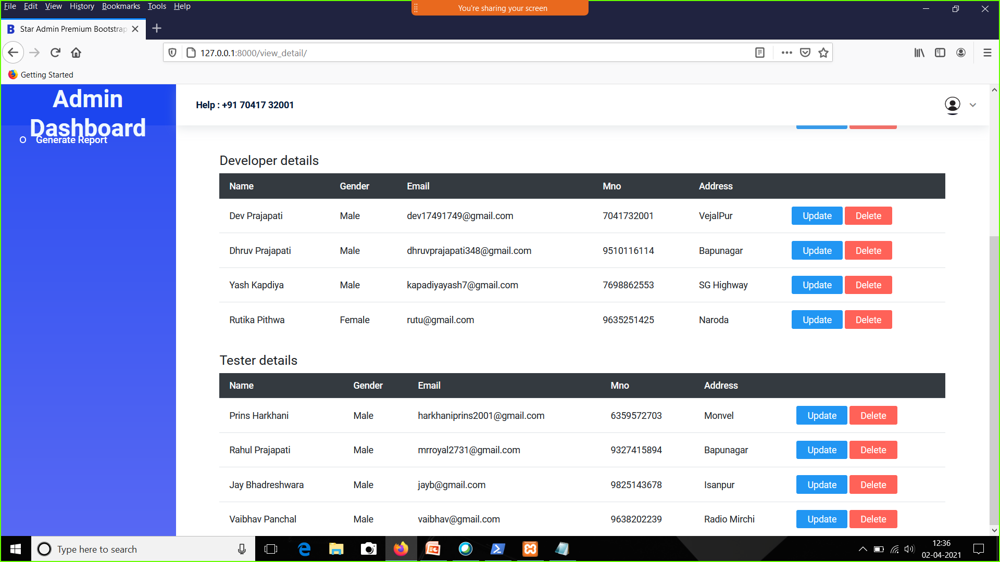 File Edit View History Bookmarks Tools Help
You're sharing your screen
B Star Admin Premium Bootstrap
127.0.0.1:8000/view_detail/
Getting Started
Admin
Dashboard
Generate Report
Help : +91 70417 32001
Developer details
Name Gender Email Mno Address
Dev Prajapati Male dev17491749@gmail.com 7041732001 VejalPur Update Delete
Dhruv Prajapati Male dhruvprajapati348@gmail.com 9510116114 Bapunagar Update Delete
Yash Kapdiya Male kapadiyayash7@gmail.com 7698862553 SG Highway Update Delete
Rutika Pithwa Female rutu@gmail.com 9635251425 Naroda Update Delete
Tester details
Name Gender Email Mno Address
Prins Harkhani Male harkhaniprins2001@gmail.com 6359572703 Monvel Update Delete
Rahul Prajapati Male mrroyal2731@gmail.com 9327415894 Bapunagar Update Delete
Jay Bhadreshwara Male jayb@gmail.com 9825143678 Isanpur Update Delete
Vaibhav Panchal Male vaibhav@gmail.com 9638202239 Radio Mirchi Update Delete
Type here to search
12:36
02-04-2021